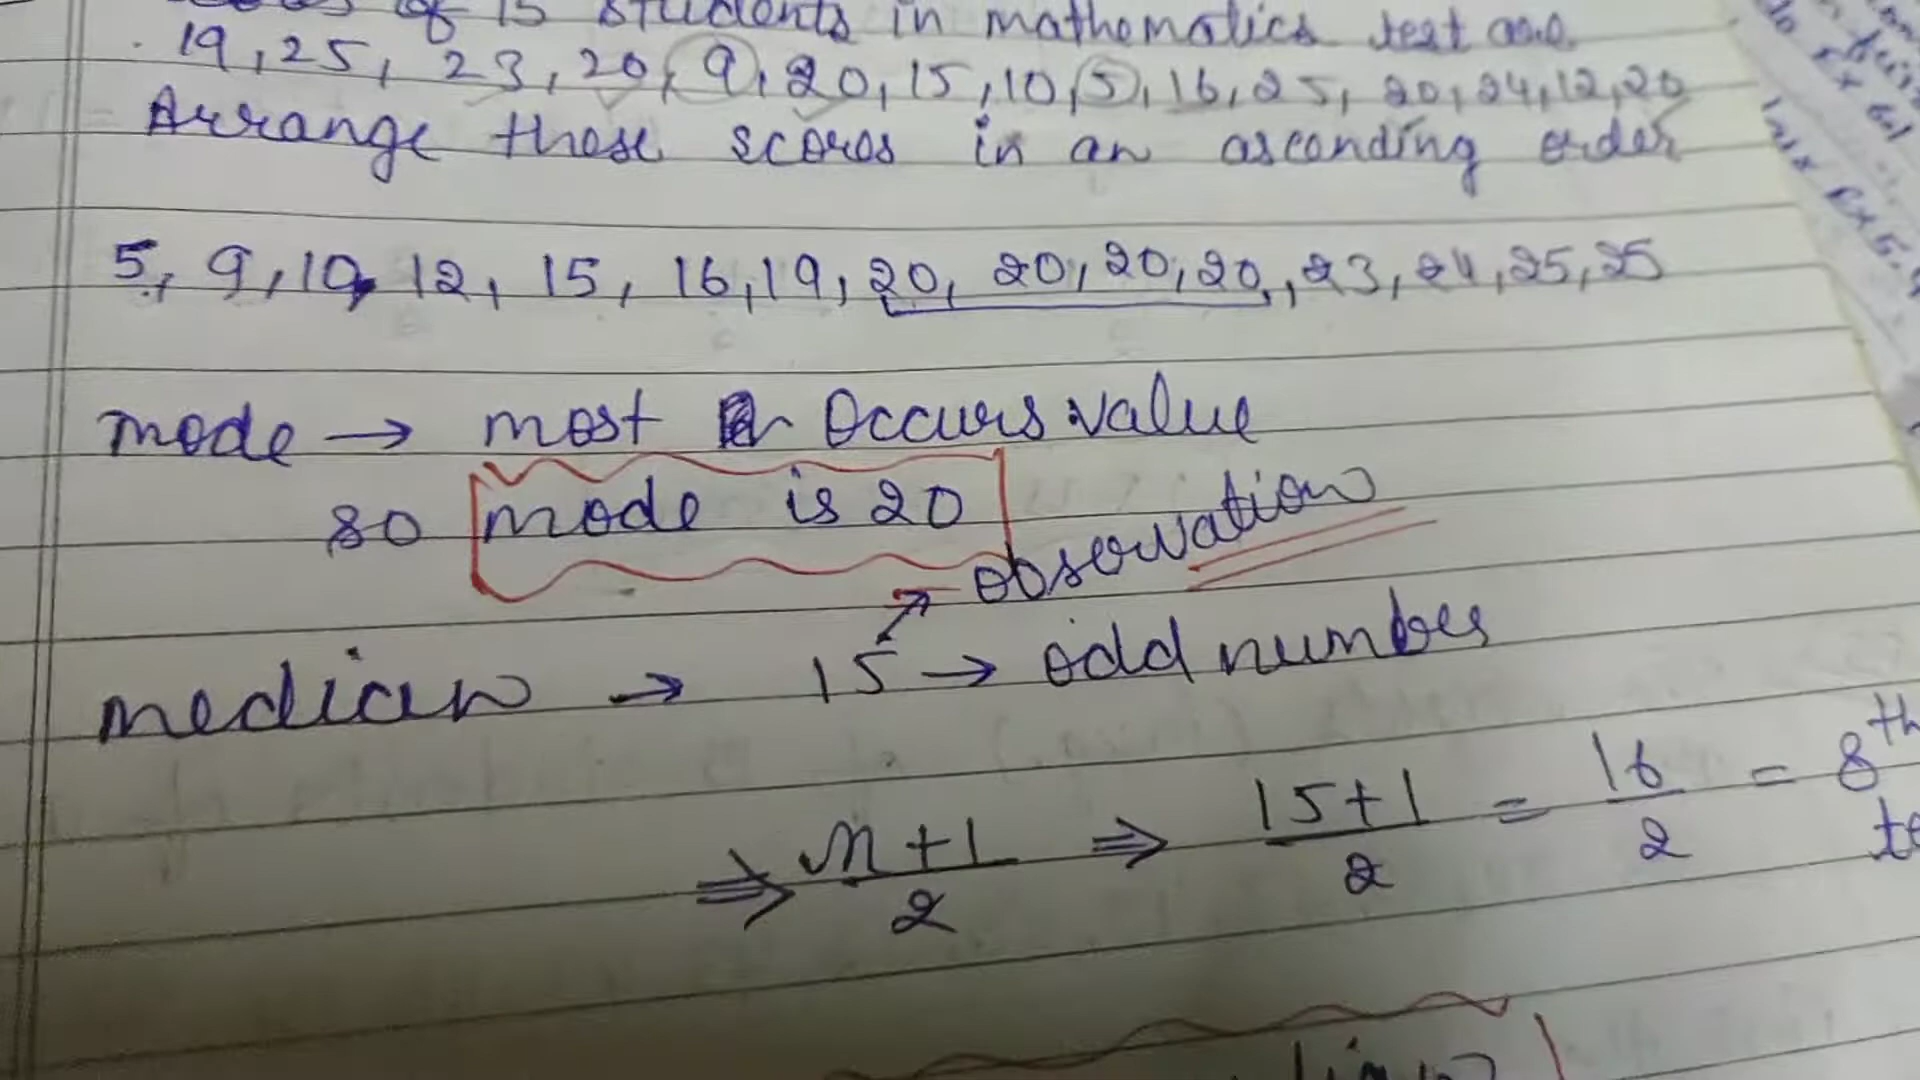 of 15 students in mathematics test are
19, 25, 23, 20, 9, 20, 15, 10, 5, 16, 25, 20, 24, 12, 20
Arrange these scores in an ascending order
5, 9, 10, 12, 15, 16, 19, 20, 20, 20, 20, 23, 24, 25, 25
mode → most Occurs value
so mode is 20
observation
median → 15 → odd number
⇒ n+1/2 ⇒ 15+1/2 = 16/2 = 8th